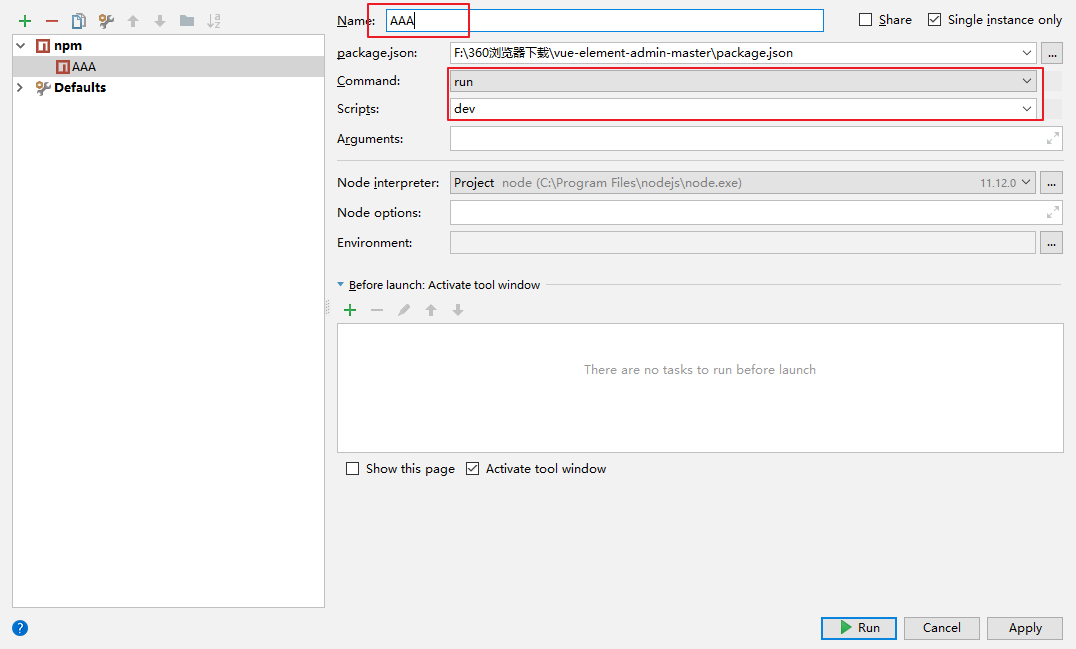 Name: AAA Share Single instance only
npm
package.json: F:\360浏览器下载\vue-element-admin-master\package.json ...
AAA
Command: run
Defaults
Scripts: dev
Arguments:
Node interpreter: Project node (C:\Program Files\nodejs\node.exe) 11.12.0 ...
Node options:
Environment: ...
Before launch: Activate tool window
There are no tasks to run before launch
Show this page Activate tool window
? Run Cancel Apply